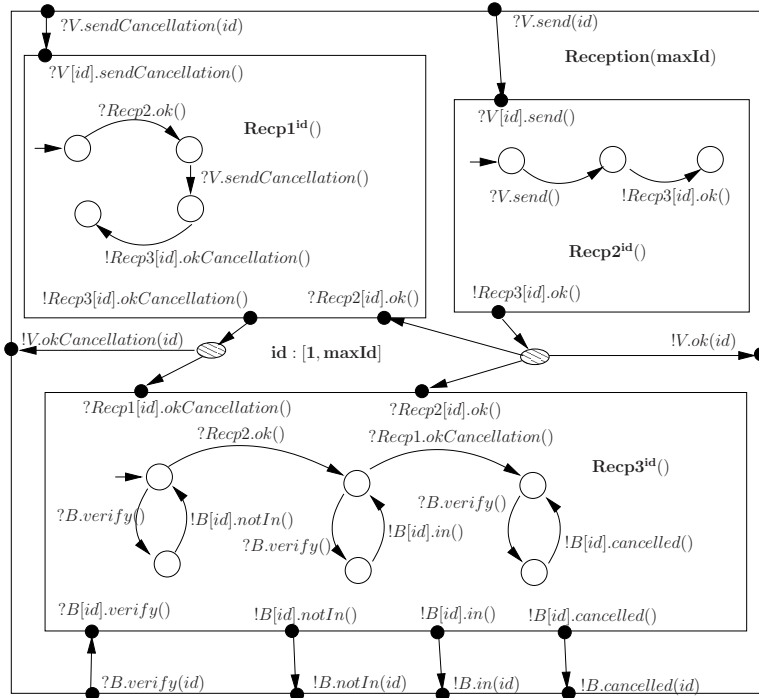 ?V.sendCancellation(id)
?V.send(id)
Reception(maxId)
?V[id].sendCancellation()
?Recp2.ok()
Recp1^id()
?V.sendCancellation()
!Recp3[id].okCancellation()
?V[id].send()
?V.send()
!Recp3[id].ok()
Recp2^id()
!Recp3[id].okCancellation()
?Recp2[id].ok()
!Recp3[id].ok()
!V.okCancellation(id)
id : [1, maxId]
!V.ok(id)
?Recp1[id].okCancellation()
?Recp2[id].ok()
?Recp2.ok()
?Recp1.okCancellation()
Recp3^id()
?B.verify()
!B[id].notIn()
?B.verify()
!B[id].in()
?B.verify()
!B[id].cancelled()
?B[id].verify()
!B[id].notIn()
!B[id].in()
!B[id].cancelled()
?B.verify(id)
!B.notIn(id)
!B.in(id)
!B.cancelled(id)